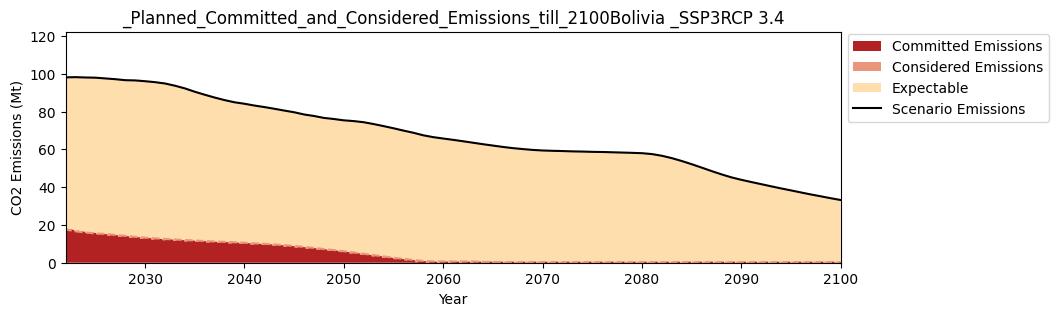 _Planned_Committed_and_Considered_Emissions_till_2100Bolivia _SSP3RCP 3.4
120
100
80
60
40
20
0
CO2 Emissions (Mt)
2030 2040 2050 2060 2070 2080 2090 2100
Year
Committed Emissions
Considered Emissions
Expectable
Scenario Emissions